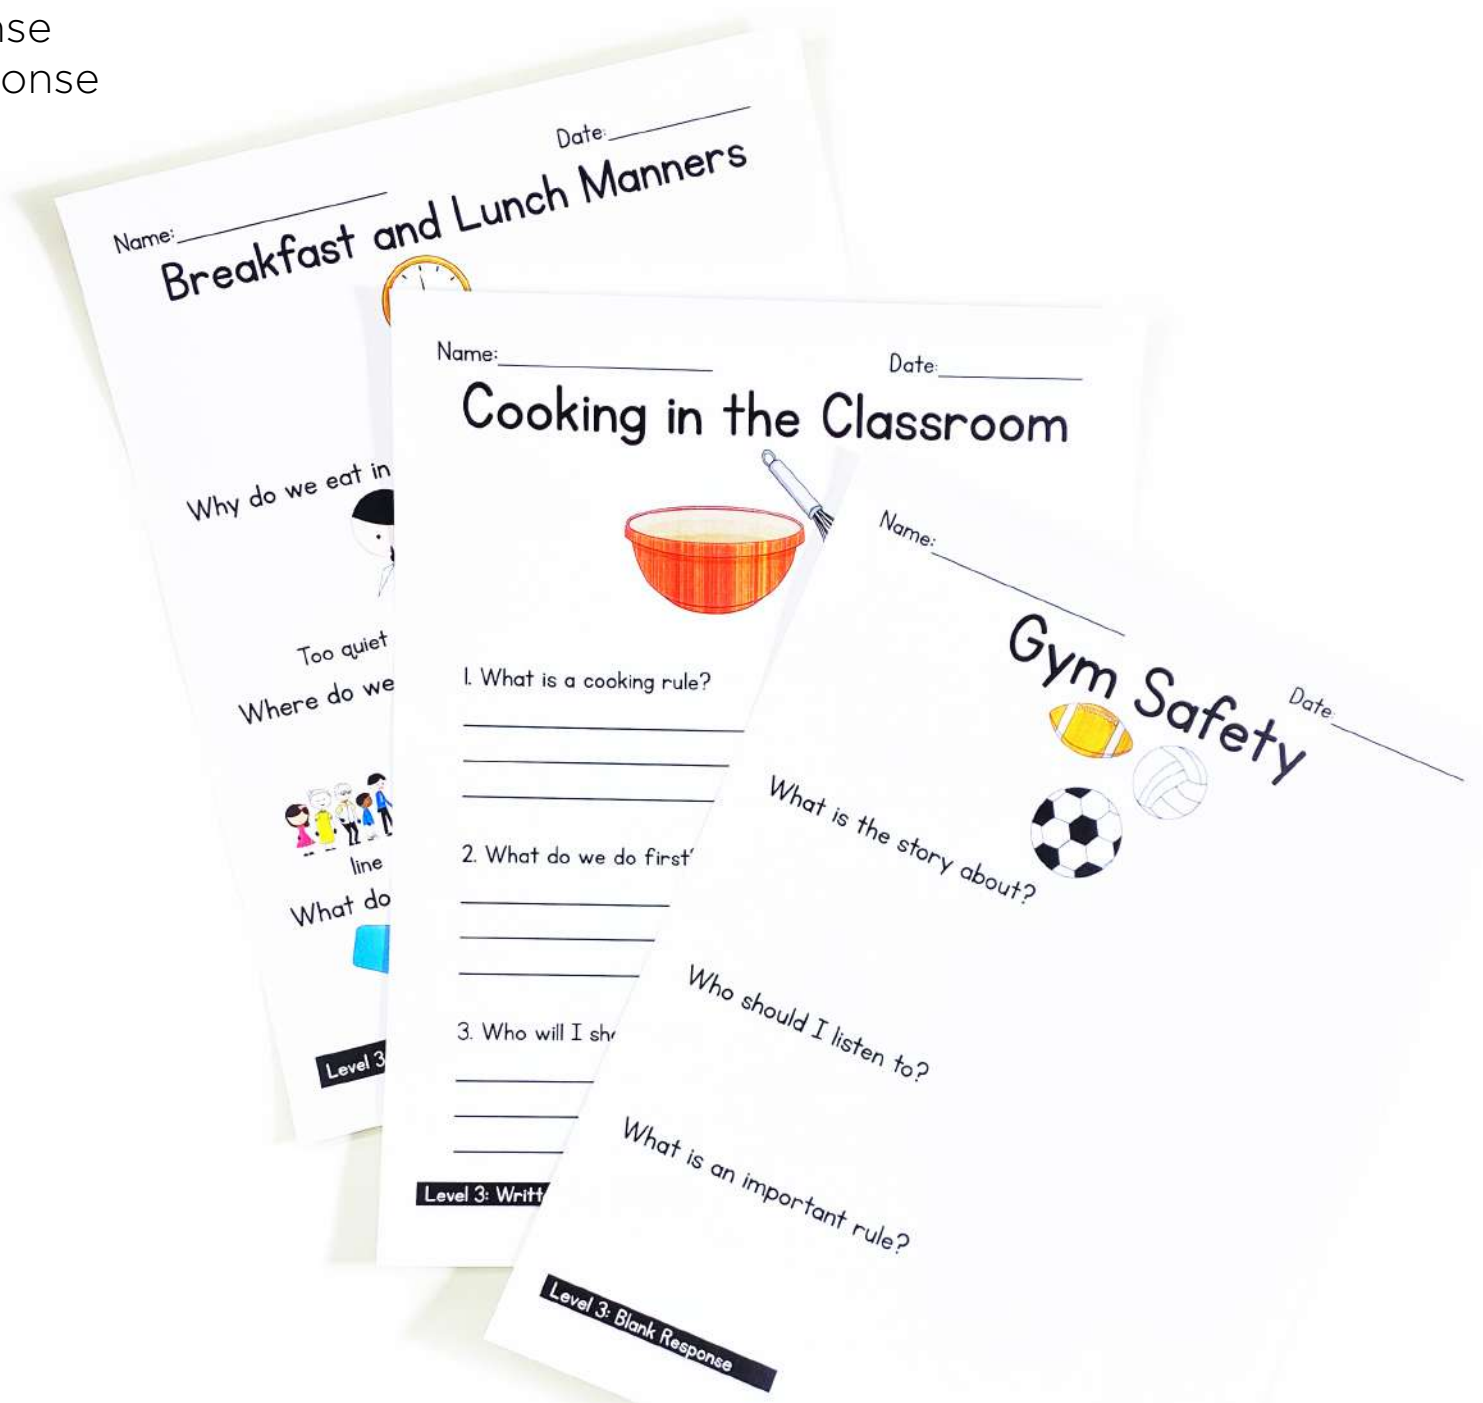 onse
Name:
Date:
Breakfast and Lunch Manners
Why do we eat in
Too quiet
Where do we
line
What do
Level 3
Name:
Date:
Cooking in the Classroom
1. What is a cooking rule?
2. What do we do first
3. Who will I
Level 3:
Name:
Date:
Gym Safety
What is the story about?
Who should I listen to?
What is an important rule?
Level 3: Blank Response